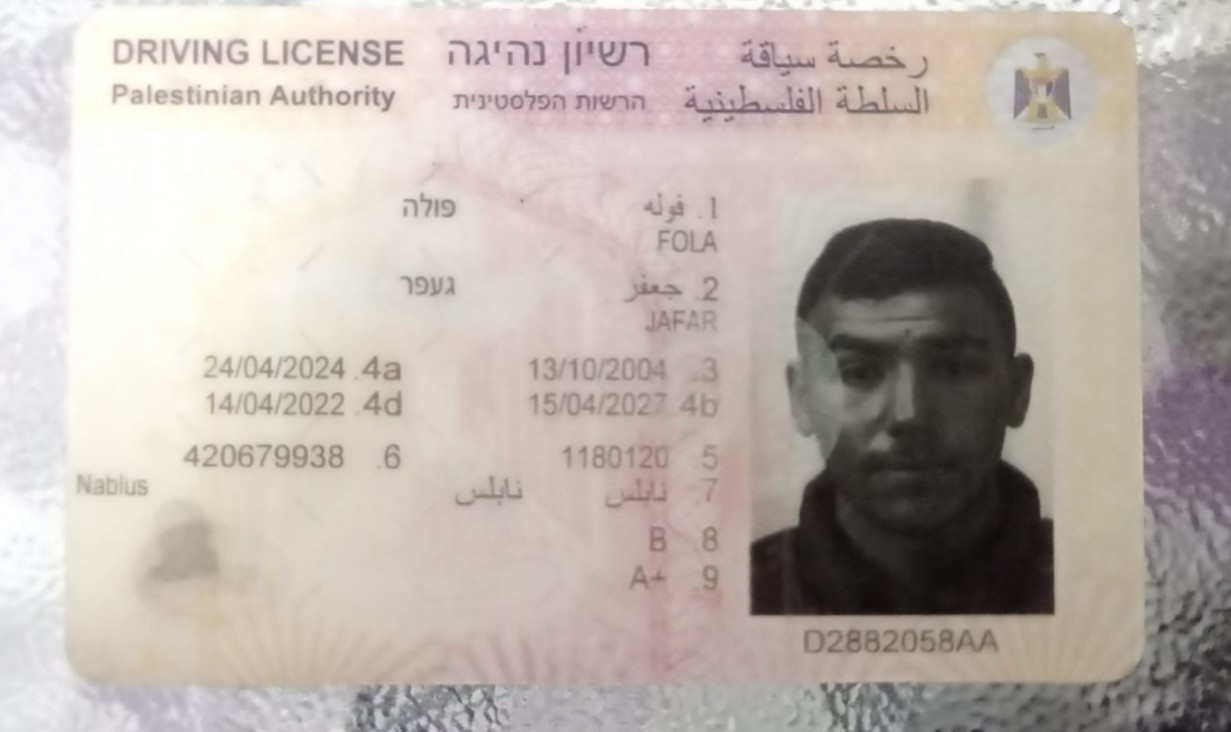 DRIVING LICENSE רשיון נהיגה رخصة سياقة
Palestinian Authority הרשות הפלסטינית السلطة الفلسطينية
1. فوله פולה
FOLA
2. جعفر געפר
JAFAR
3. 13/10/2004 4a. 24/04/2024
4b 15/04/2027 4d. 14/04/2022
5 1180120 6. 420679938
7. نابلس نابلس Nablus
8 B
9 A+
D2882058AA